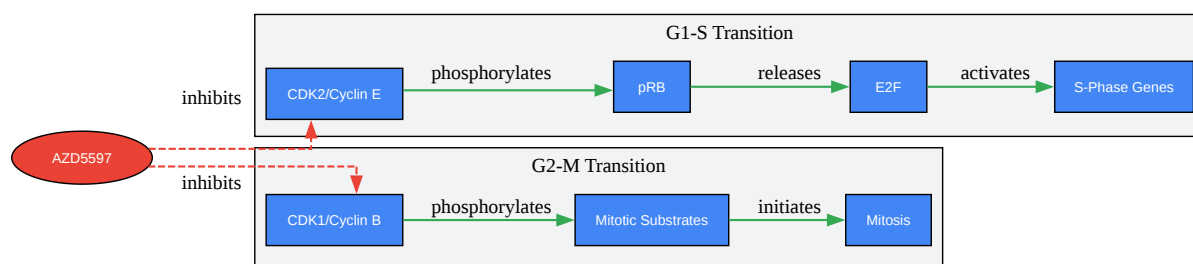 G1-S Transition
CDK2/Cyclin E
phosphorylates
pRB
releases
E2F
activates
S-Phase Genes
inhibits
AZD5597
inhibits
G2-M Transition
CDK1/Cyclin B
phosphorylates
Mitotic Substrates
initiates
Mitosis